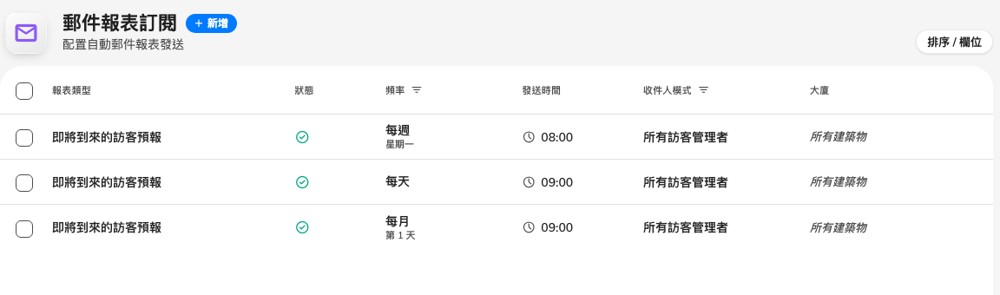 郵件報表訂閱
+ 新增
配置自動郵件報表發送
排序 / 欄位
報表類型 狀態 頻率 發送時間 收件人模式 大廈
即將到來的訪客預報 每週 08:00 所有訪客管理者 所有建築物
星期一
即將到來的訪客預報 每天 09:00 所有訪客管理者 所有建築物
即將到來的訪客預報 每月 09:00 所有訪客管理者 所有建築物
第 1 天